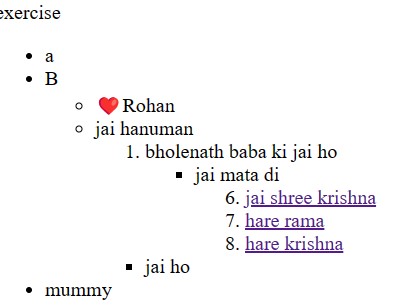 exercise
• a
• B
◦ ❤️ Rohan
◦ jai hanuman
1. bholenath baba ki jai ho
▪ jai mata di
6. jai shree krishna
7. hare rama
8. hare krishna
▪ jai ho
• mummy